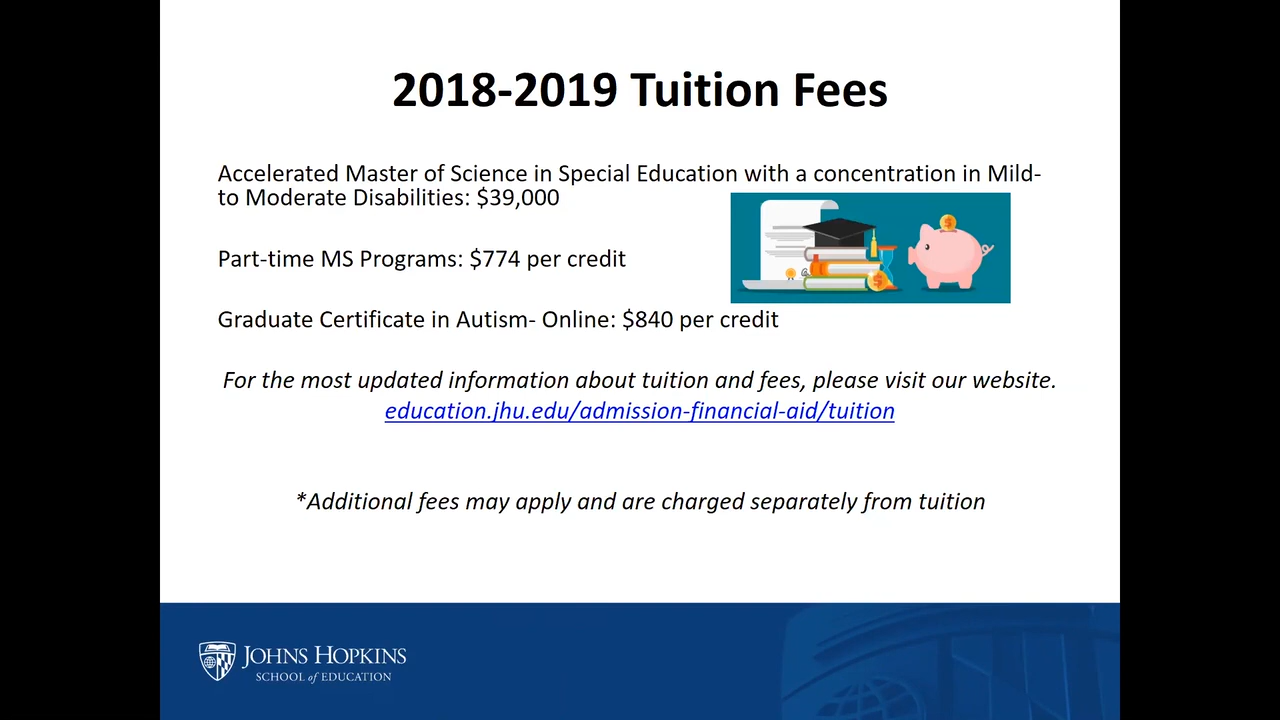 2018-2019 Tuition Fees
Accelerated Master of Science in Special Education with a concentration in Mild-
to Moderate Disabilities: $39,000
Part-time MS Programs: $774 per credit
Graduate Certificate in Autism- Online: $840 per credit
For the most updated information about tuition and fees, please visit our website.
education.jhu.edu/admission-financial-aid/tuition
*Additional fees may apply and are charged separately from tuition
JOHNS HOPKINS
SCHOOL of EDUCATION